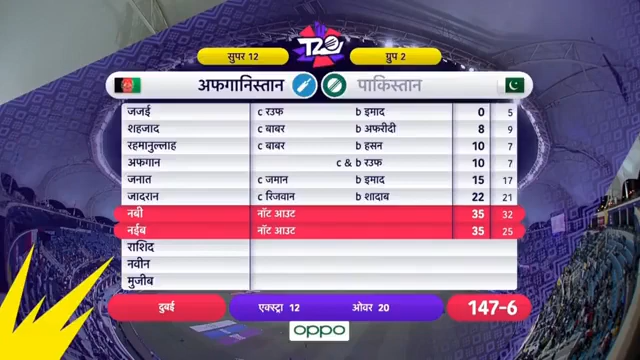 T20
सुपर 12 ग्रुप 2
अफगानिस्तान पाकिस्तान
जजई c रउफ b इमाद 0 5
शहजाद c बाबर b अफरीदी 8 9
रहमानुल्लाह c बाबर b हसन 10 7
अफगान c & b रउफ 10 7
जनात c जमान b इमाद 15 17
जादरान c रिजवान b शादाब 22 21
नबी नॉट आउट 35 32
नईब नॉट आउट 35 25
राशिद
नवीन
मुजीब
दुबई एक्स्ट्रा 12 ओवर 20 147-6
oppo